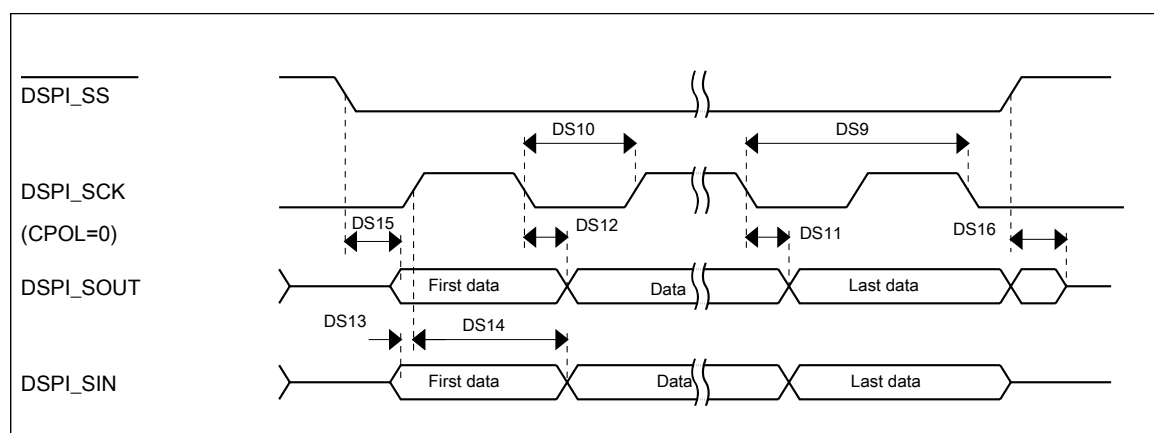 DSPI_SS
DS10
DS9
DSPI_SCK
(CPOL=0)
DS15
DS12
DS11
DS16
DSPI_SOUT
First data
Data
Last data
DS13
DS14
DSPI_SIN
First data
Data
Last data